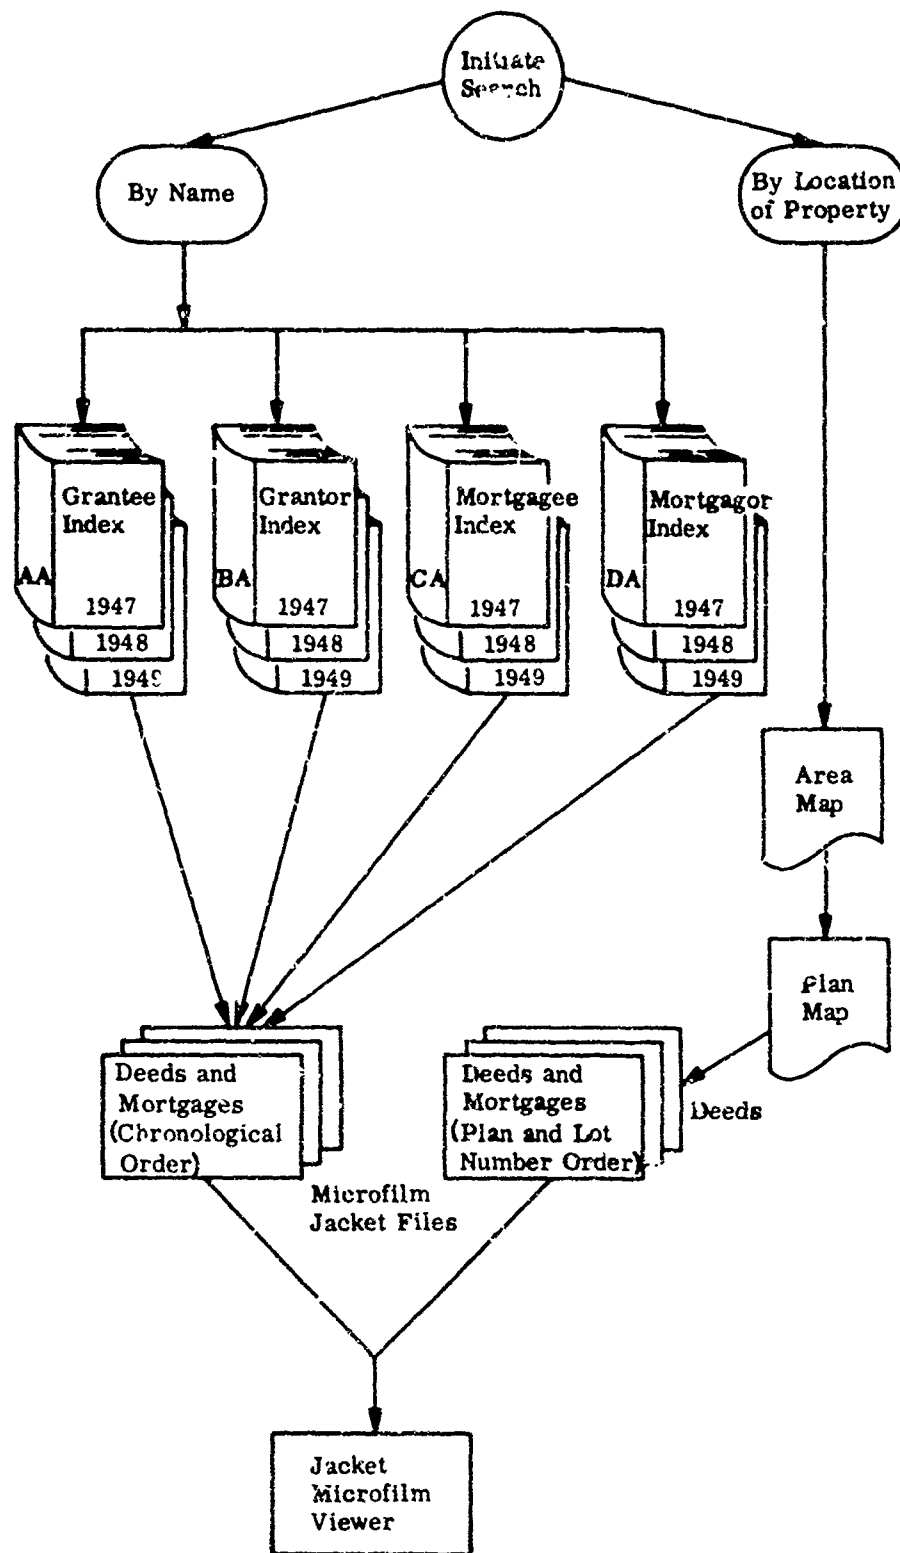 Initiate
Search
By Name
By Location
of Property
Grantee
Index
AA
1947
1948
1949
Grantor
Index
BA
1947
1948
1949
Mortgagee
Index
CA
1947
1948
1949
Mortgagor
Index
DA
1947
1948
1949
Area
Map
Plan
Map
Deeds and
Mortgages
(Chronological
Order)
Deeds and
Mortgages
(Plan and Lot
Number Order)
Deeds
Microfilm
Jacket Files
Jacket
Microfilm
Viewer